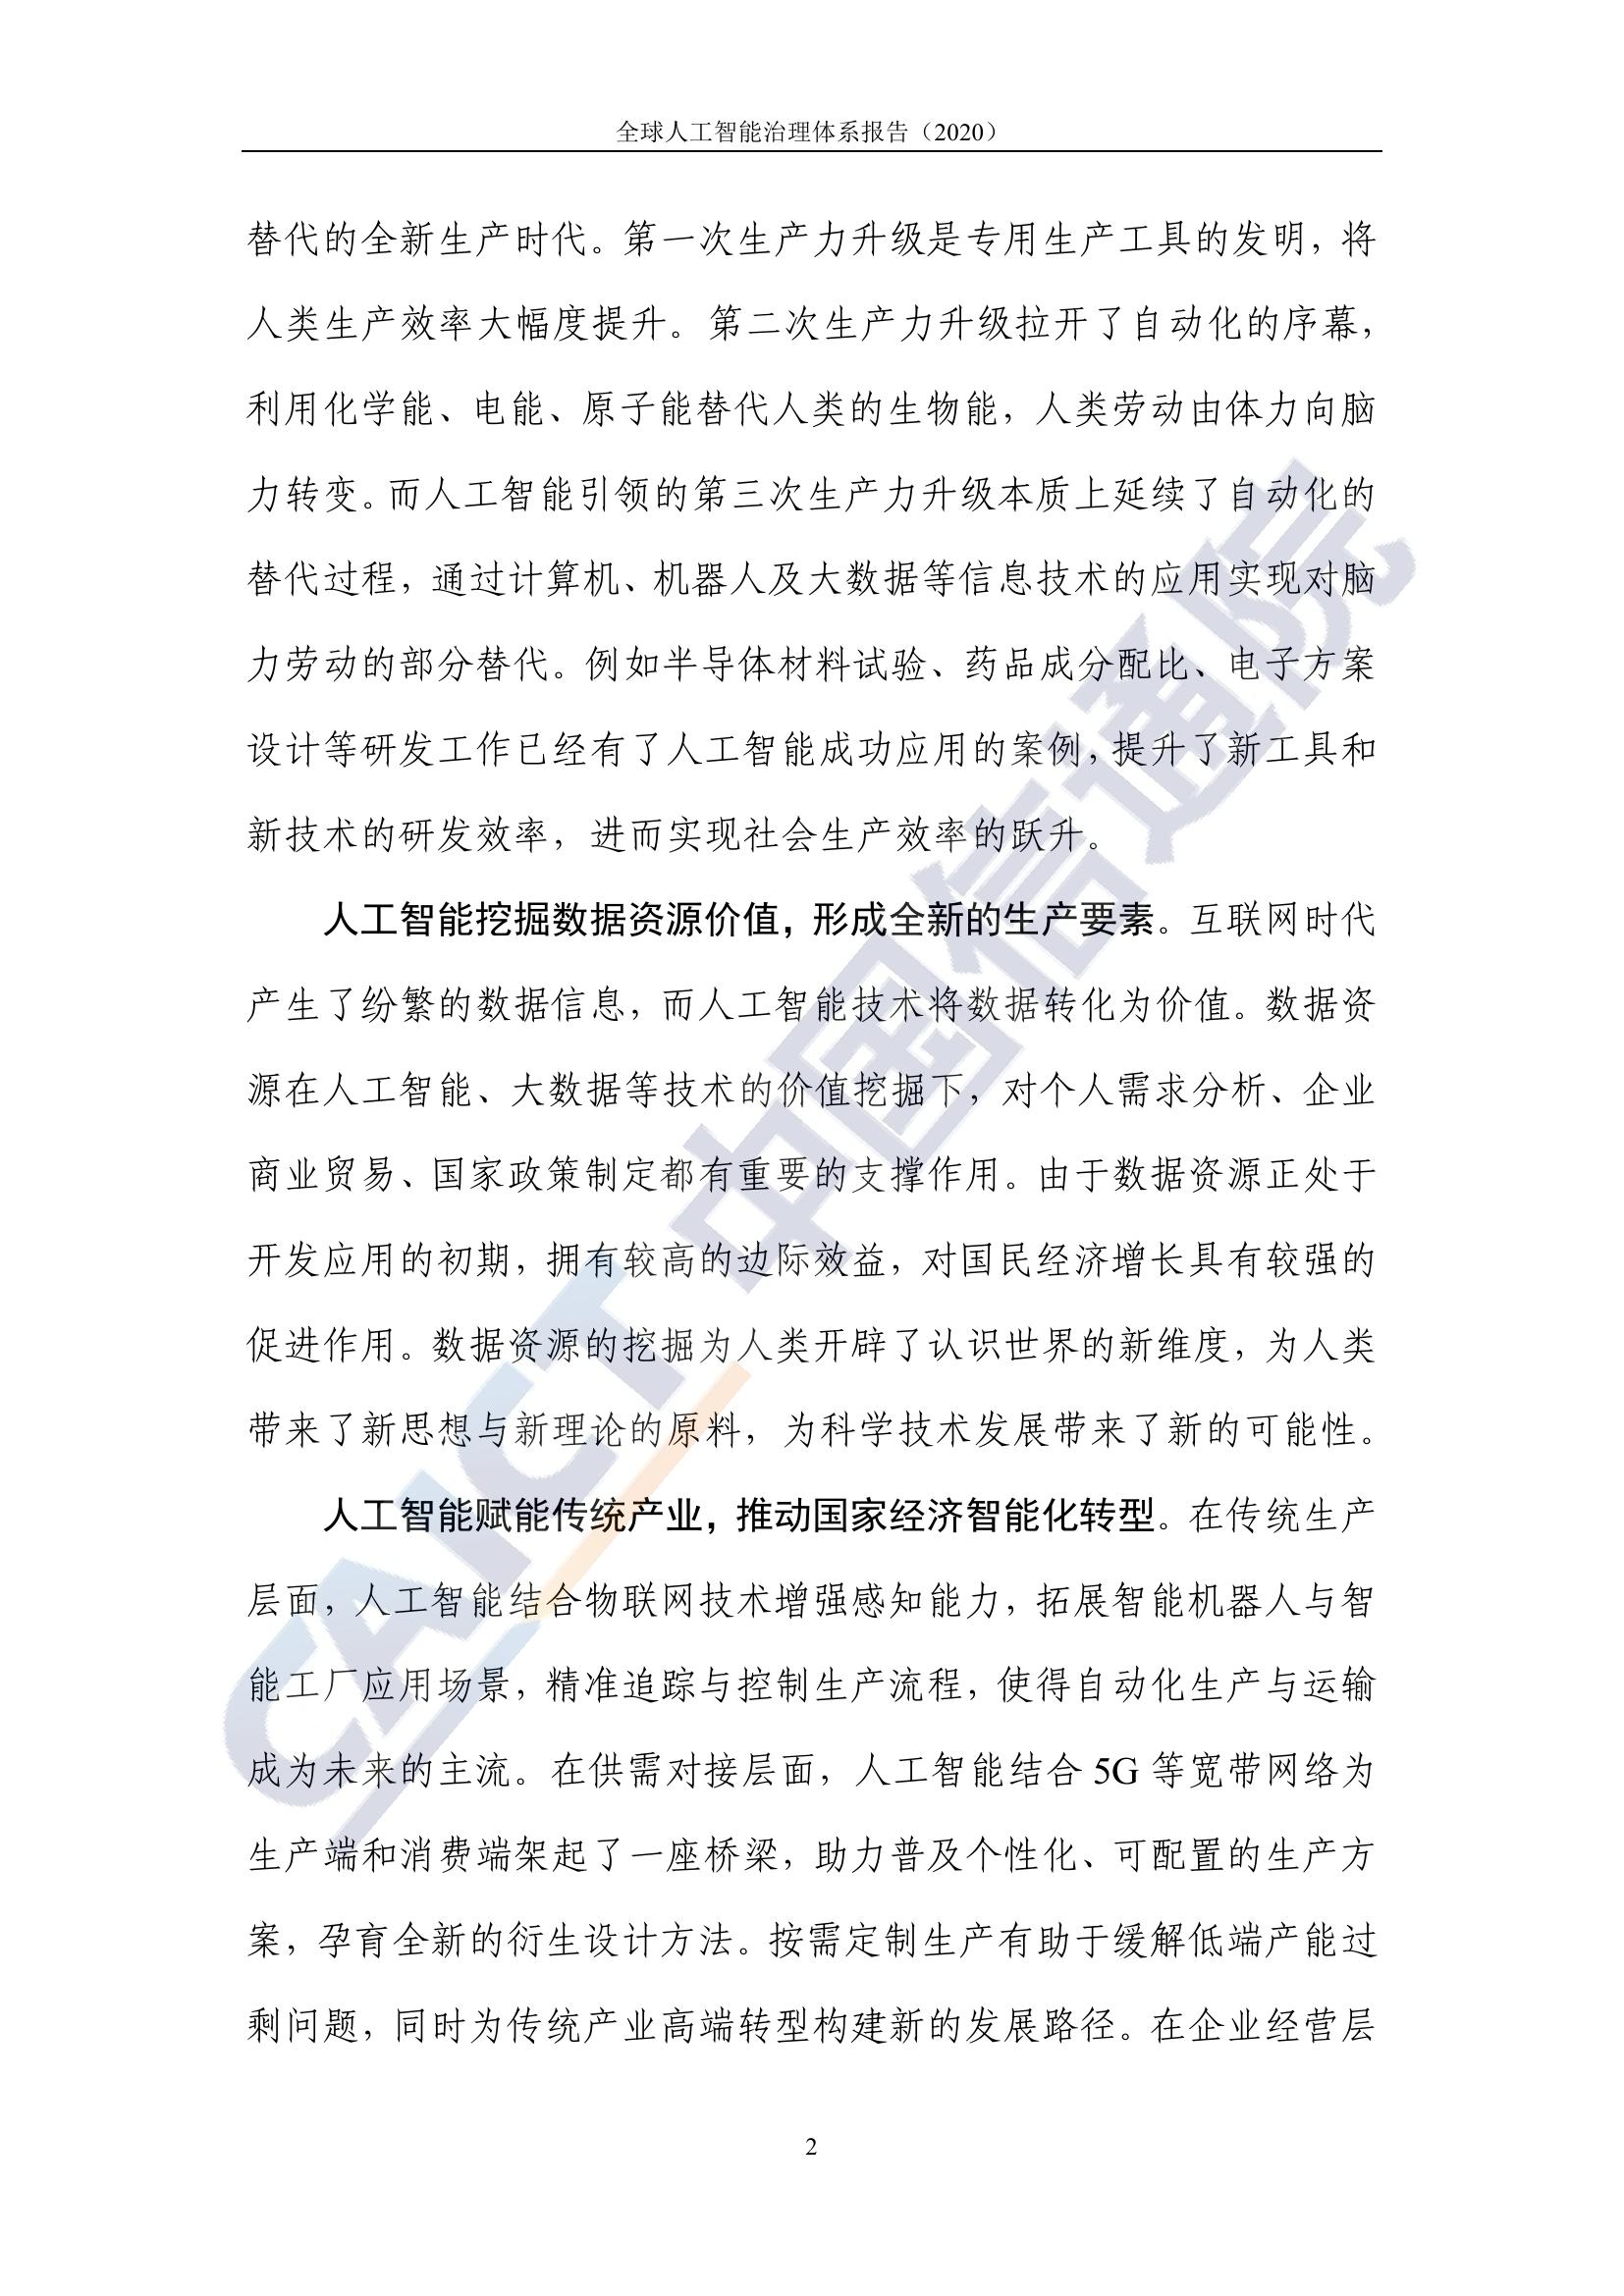 全球人工智能治理体系报告（2020）
替代的全新生产时代。第一次生产力升级是专用生产工具的发明，将
人类生产效率大幅度提升。第二次生产力升级拉开了自动化的序幕，
利用化学能、电能、原子能替代人类的生物能，人类劳动由体力向脑
力转变。而人工智能引领的第三次生产力升级本质上延续了自动化的
替代过程，通过计算机、机器人及大数据等信息技术的应用实现对脑
力劳动的部分替代。例如半导体材料试验、药品成分配比、电子方案
设计等研发工作已经有了人工智能成功应用的案例，提升了新工具和
新技术的研发效率，进而实现社会生产效率的跃升。
人工智能挖掘数据资源价值，形成全新的生产要素。互联网时代
产生了纷繁的数据信息，而人工智能技术将数据转化为价值。数据资
源在人工智能、大数据等技术的价值挖掘下，对个人需求分析、企业
商业贸易、国家政策制定都有重要的支撑作用。由于数据资源正处于
开发应用的初期，拥有较高的边际效益，对国民经济增长具有较强的
促进作用。数据资源的挖掘为人类开辟了认识世界的新维度，为人类
带来了新思想与新理论的原料，为科学技术发展带来了新的可能性。
人工智能赋能传统产业，推动国家经济智能化转型。在传统生产
层面，人工智能结合物联网技术增强感知能力，拓展智能机器人与智
能工厂应用场景，精准追踪与控制生产流程，使得自动化生产与运输
成为未来的主流。在供需对接层面，人工智能结合 5G 等宽带网络为
生产端和消费端架起了一座桥梁，助力普及个性化、可配置的生产方
案，孕育全新的衍生设计方法。按需定制生产有助于缓解低端产能过
剩问题，同时为传统产业高端转型构建新的发展路径。在企业经营层
2
CAICT 中国信通院